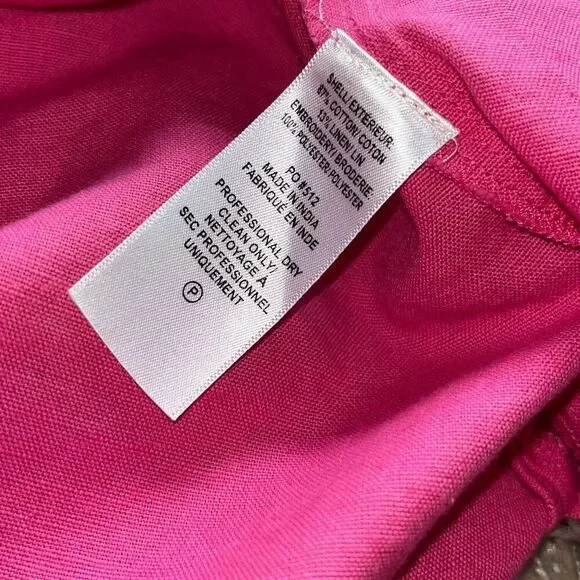 SHELL/ EXTERIEUR.
87% COTTON/ COTON
13% LINEN/ LIN
EMBROIDERY/ BRODERIE
100% POLYESTER/ POLYESTER
PO #512
MADE IN INDIA
FABRIQUÉ EN INDE
PROFESSIONAL DRY
CLEAN ONLY/
NETTOYAGE À
SEC PROFESSIONNEL
UNIQUEMENT
P